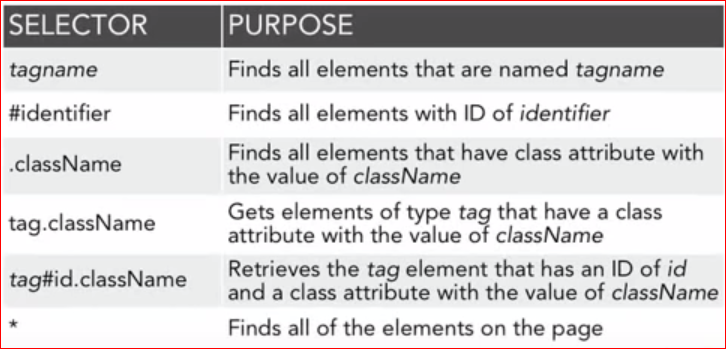 SELECTOR PURPOSE
tagname Finds all elements that are named tagname
#identifier Finds all elements with ID of identifier
.className Finds all elements that have class attribute with
the value of className
tag.className Gets elements of type tag that have a class
attribute with the value of className
tag#id.className Retrieves the tag element that has an ID of id
and a class attribute with the value of className
* Finds all of the elements on the page